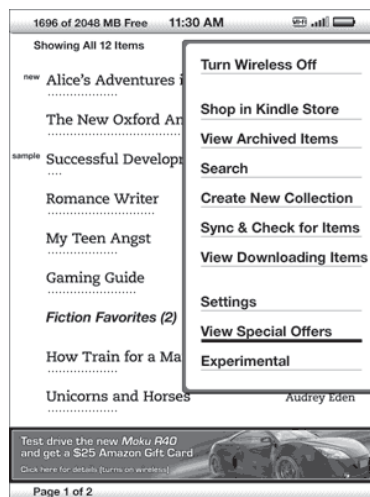 1696 of 2048 MB Free 11:30 AM
Showing All 12 Items
new Alice's Adventures i
The New Oxford An
sample Successful Develop
Romance Writer
My Teen Angst
Gaming Guide
Fiction Favorites (2)
How Train for a Ma
Unicorns and Horses Audrey Eden
Turn Wireless Off
Shop in Kindle Store
View Archived Items
Search
Create New Collection
Sync & Check for Items
View Downloading Items
Settings
View Special Offers
Experimental
Test drive the new Moku R40
and get a $25 Amazon Gift Card
Click here for details (turns on wireless)
Page 1 of 2